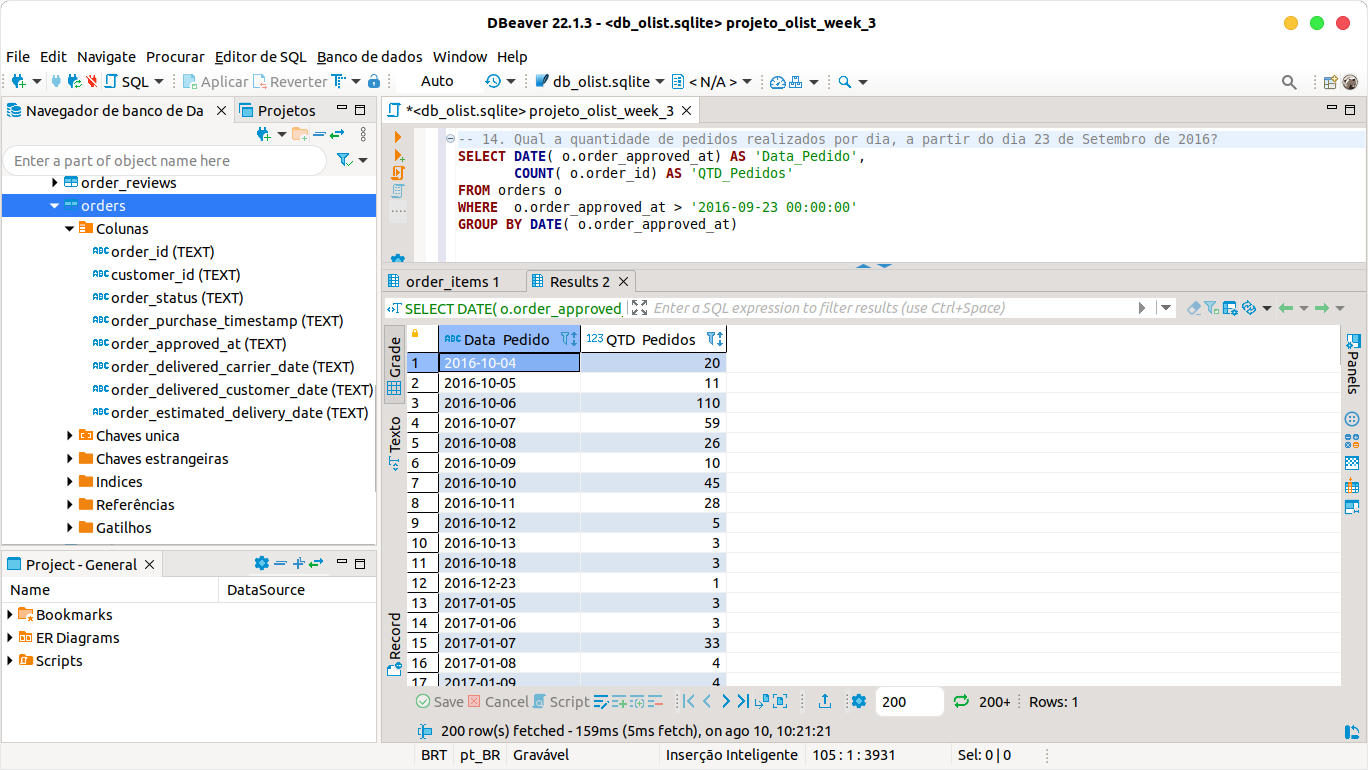 DBeaver 22.1.3 - <db_olist.sqlite> projeto_olist_week_3
File Edit Navigate Procurar Editor de SQL Banco de dados Window Help
SQL Aplicar Reverter Auto db_olist.sqlite < N/A >
Navegador de banco de Da
Projetos
Enter a part of object name here
order_reviews
orders
Colunas
ABC order_id (TEXT)
ABC customer_id (TEXT)
ABC order_status (TEXT)
ABC order_purchase_timestamp (TEXT)
ABC order_approved_at (TEXT)
ABC order_delivered_carrier_date (TEXT)
ABC order_delivered_customer_date (TEXT)
ABC order_estimated_delivery_date (TEXT)
Chaves unica
Chaves estrangeiras
Indices
Referências
Gatilhos
Project - General
Name DataSource
Bookmarks
ER Diagrams
Scripts
*<db_olist.sqlite> projeto_olist_week_3
-- 14. Qual a quantidade de pedidos realizados por dia, a partir do dia 23 de Setembro de 2016?
SELECT DATE( o.order_approved_at) AS 'Data_Pedido',
COUNT( o.order_id) AS 'QTD_Pedidos'
FROM orders o
WHERE  o.order_approved_at > '2016-09-23 00:00:00'
GROUP BY DATE( o.order_approved_at)
order_items 1 Results 2
SELECT DATE( o.order_approved_ Enter a SQL expression to filter results (use Ctrl+Space)
Grade
Texto
Record
ABC Data_Pedido 123 QTD_Pedidos
1 2016-10-04 20
2 2016-10-05 11
3 2016-10-06 110
4 2016-10-07 59
5 2016-10-08 26
6 2016-10-09 10
7 2016-10-10 45
8 2016-10-11 28
9 2016-10-12 5
10 2016-10-13 3
11 2016-10-18 3
12 2016-12-23 1
13 2017-01-05 3
14 2017-01-06 3
15 2017-01-07 33
16 2017-01-08 4
17 2017-01-09 4
Panels
Save Cancel Script 200 200+ Rows: 1
200 row(s) fetched - 159ms (5ms fetch), on ago 10, 10:21:21
BRT pt_BR Gravável Inserção Inteligente 105 : 1 : 3931 Sel: 0 | 0